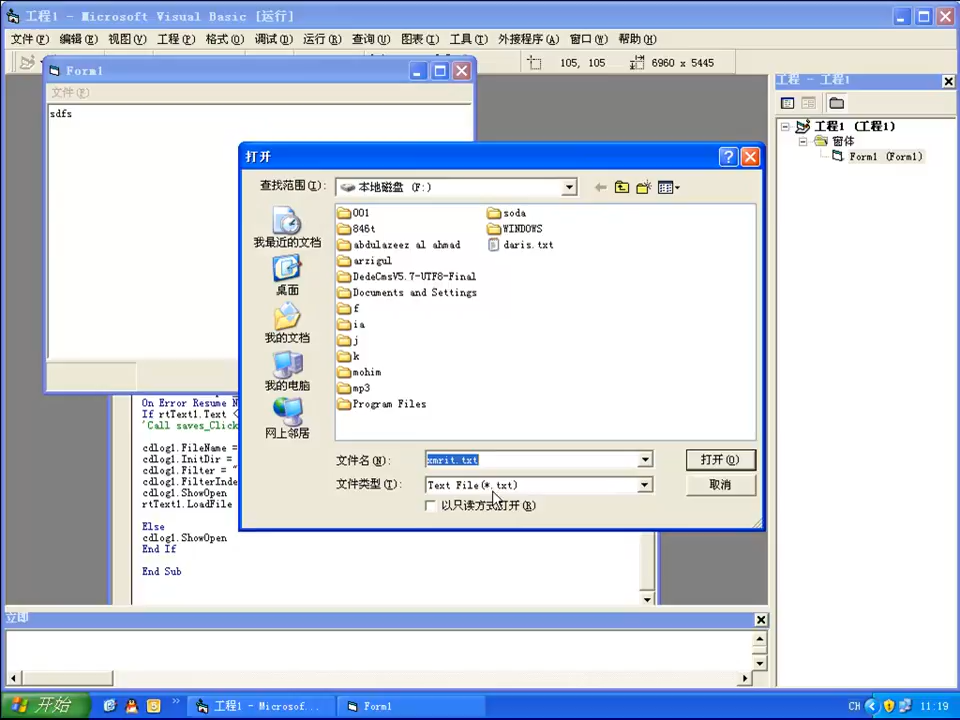 工程1 - Microsoft Visual Basic [运行]
文件(F) 编辑(E) 视图(V) 工程(P) 格式(O) 调试(D) 运行(R) 查询(U) 图表(I) 工具(T) 外接程序(A) 窗口(W) 帮助(H)
105, 105 6960 x 5445
Form1
文件(F)
sdfs
打开
查找范围(I): 本地磁盘 (F:)
我最近的文档
桌面
我的文档
我的电脑
网上邻居
001
846t
abdulazeez al ahmad
arzigul
DedeCmsV5.7-UTF8-Final
Documents and Settings
f
ia
j
k
mohim
mp3
Program Files
soda
WINDOWS
daris.txt
文件名(N): xmrit.txt 打开(O)
文件类型(T): Text File(*.txt) 取消
以只读方式打开(R)
On Error Resume N
If rtText1.Text <
'Call saves_Click
cdlog1.FileName =
cdlog1.InitDir =
cdlog1.Filter = "
cdlog1.FilterInde
cdlog1.ShowOpen
rtText1.LoadFile
Else
cdlog1.ShowOpen
End If
End Sub
工程 - 工程1
工程1 (工程1)
窗体
Form1 (Form1)
立即
开始 工程1 - Microsof... Form1 CH 11:19